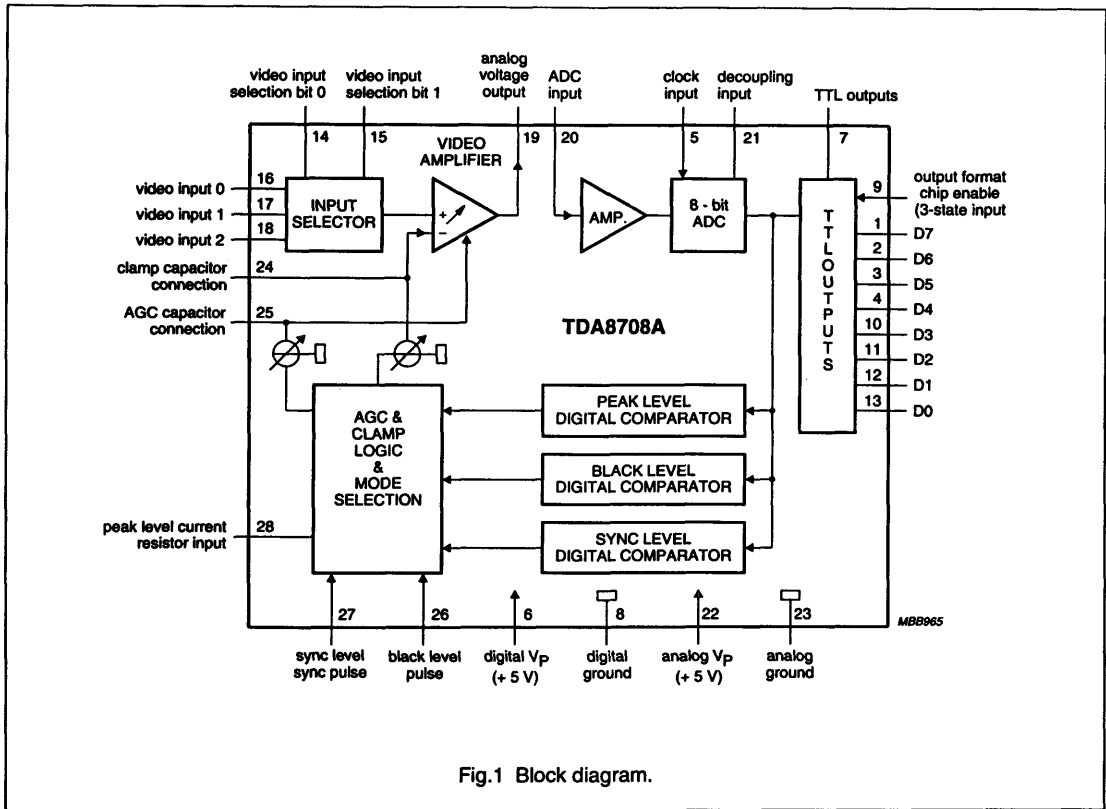 video input
selection bit 0
video input
selection bit 1
analog
voltage
output
ADC
input
clock
input
decoupling
input
TTL outputs
14
15
VIDEO
AMPLIFIER
19
20
5
21
7
16
video input 0
17
video input 1
18
video input 2
INPUT
SELECTOR
+
−
AMP.
8 - bit
ADC
TTL OUTPUTS
9
output format
chip enable
(3-state input
1
D7
2
D6
3
D5
4
D4
10
D3
11
D2
12
D1
13
D0
24
clamp capacitor
connection
25
AGC capacitor
connection
TDA8708A
AGC &
CLAMP
LOGIC
&
MODE
SELECTION
PEAK LEVEL
DIGITAL COMPARATOR
BLACK LEVEL
DIGITAL COMPARATOR
SYNC LEVEL
DIGITAL COMPARATOR
28
peak level current
resistor input
27
26
6
8
22
23
MBB965
sync level
sync pulse
black level
pulse
digital VP
(+ 5 V)
digital
ground
analog VP
(+ 5 V)
analog
ground
Fig.1 Block diagram.